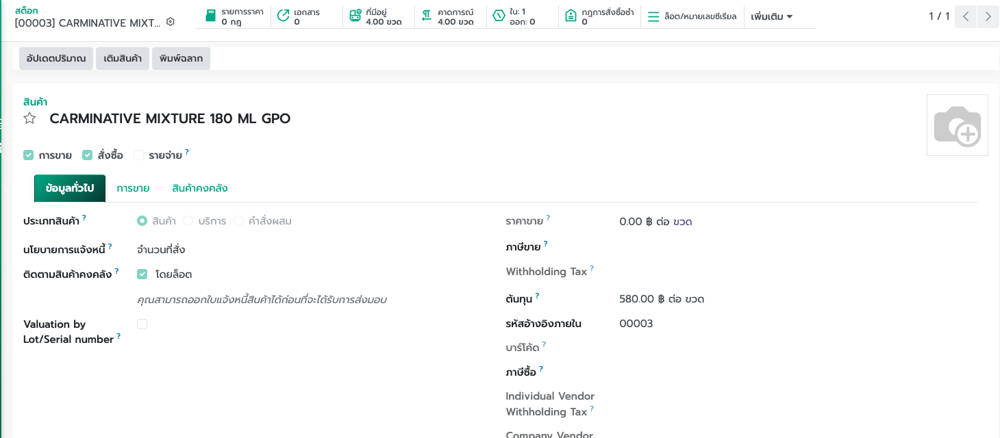 สต็อก
[00003] CARMINATIVE MIXT...
รายการราคา
0 กฎ
เอกสาร
0
ที่มีอยู่
4.00 ขวด
คาดการณ์
4.00 ขวด
ใน: 1
ออก: 0
กฎการสั่งซื้อซ้ำ
0
ล็อต/หมายเลขซีเรียล
เพิ่มเติม
1 / 1
อัปเดตปริมาณ
เติมสินค้า
พิมพ์ฉลาก
สินค้า
CARMINATIVE MIXTURE 180 ML GPO
การขาย สั่งซื้อ รายจ่าย ?
ข้อมูลทั่วไป การขาย สินค้าคงคลัง
ประเภทสินค้า ? สินค้า บริการ คำสั่งผสม
นโยบายการแจ้งหนี้ ? จำนวนที่สั่ง
ติดตามสินค้าคงคลัง ? โดยล็อต
คุณสามารถออกใบแจ้งหนี้สินค้าได้ก่อนที่จะได้รับการส่งมอบ
Valuation by
Lot/Serial number ?
ราคาขาย ? 0.00 ฿ ต่อ ขวด
ภาษีขาย ?
Withholding Tax ?
ต้นทุน ? 580.00 ฿ ต่อ ขวด
รหัสอ้างอิงภายใน 00003
บาร์โค้ด ?
ภาษีซื้อ ?
Individual Vendor
Withholding Tax ?
Company Vendor